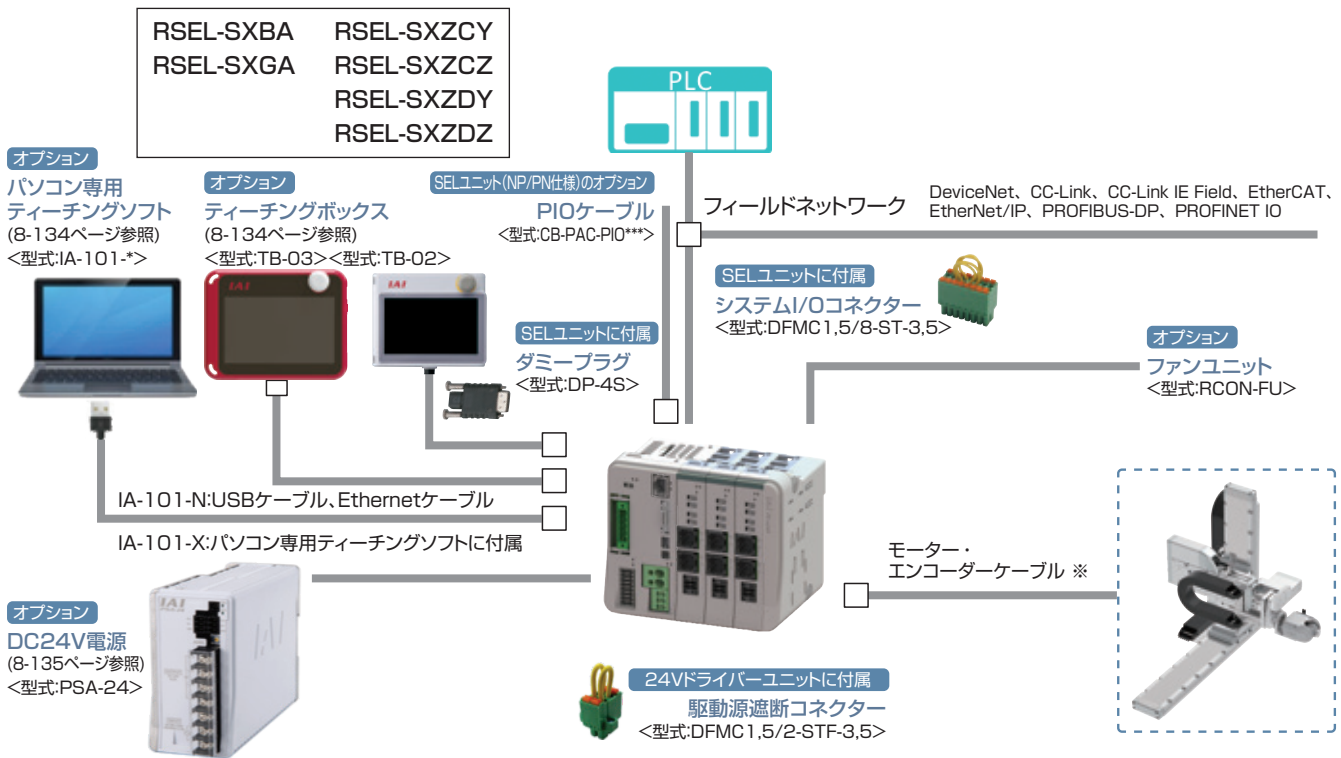 RSEL-SXBA RSEL-SXZCY
RSEL-SXGA RSEL-SXZCZ
RSEL-SXZDY
RSEL-SXZDZ
PLC
オプション
パソコン専用
ティーチングソフト
(8-134ページ参照)
<型式:IA-101-*>
オプション
ティーチングボックス
(8-134ページ参照)
<型式:TB-03><型式:TB-02>
IAI
IAI
SELユニット(NP/PN仕様)のオプション
PIOケーブル
<型式:CB-PAC-PIO***>
フィールドネットワーク
DeviceNet、CC-Link、CC-Link IE Field、EtherCAT、
EtherNet/IP、PROFIBUS-DP、PROFINET IO
SELユニットに付属
システムI/Oコネクター
<型式:DFMC1,5/8-ST-3,5>
SELユニットに付属
ダミープラグ
<型式:DP-4S>
オプション
ファンユニット
<型式:RCON-FU>
IA-101-N:USBケーブル、Ethernetケーブル
IA-101-X:パソコン専用ティーチングソフトに付属
モーター・
エンコーダーケーブル ※
オプション
DC24V電源
(8-135ページ参照)
<型式:PSA-24>
IAI
24Vドライバーユニットに付属
駆動源遮断コネクター
<型式:DFMC1,5/2-STF-3,5>